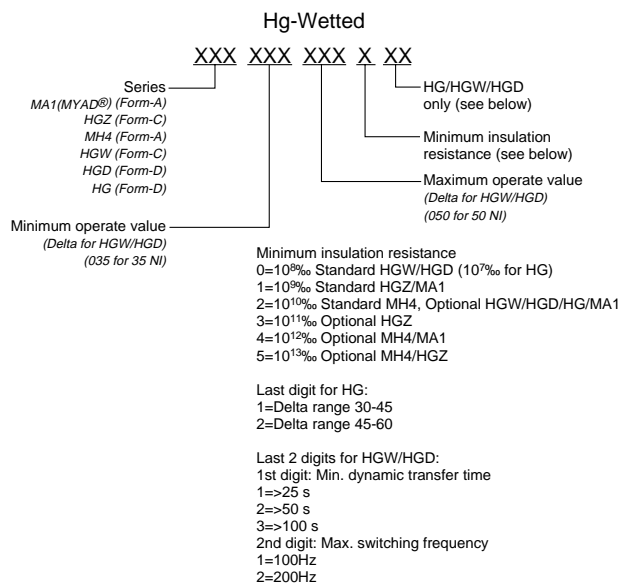 Hg-Wetted
XXX XXX XXX X XX
Series
MA1(MYAD®) (Form-A)
HGZ (Form-C)
MH4 (Form-A)
HGW (Form-C)
HGD (Form-D)
HG (Form-D)
HG/HGW/HGD
only (see below)
Minimum insulation
resistance (see below)
Maximum operate value
(Delta for HGW/HGD)
(050 for 50 NI)
Minimum operate value
(Delta for HGW/HGD)
(035 for 35 NI)
Minimum insulation resistance
0=10⁸‰ Standard HGW/HGD (10⁷‰ for HG)
1=10⁹‰ Standard HGZ/MA1
2=10¹⁰‰ Standard MH4, Optional HGW/HGD/HG/MA1
3=10¹¹‰ Optional HGZ
4=10¹²‰ Optional MH4/MA1
5=10¹³‰ Optional MH4/HGZ
Last digit for HG:
1=Delta range 30-45
2=Delta range 45-60
Last 2 digits for HGW/HGD:
1st digit: Min. dynamic transfer time
1=>25 s
2=>50 s
3=>100 s
2nd digit: Max. switching frequency
1=100Hz
2=200Hz